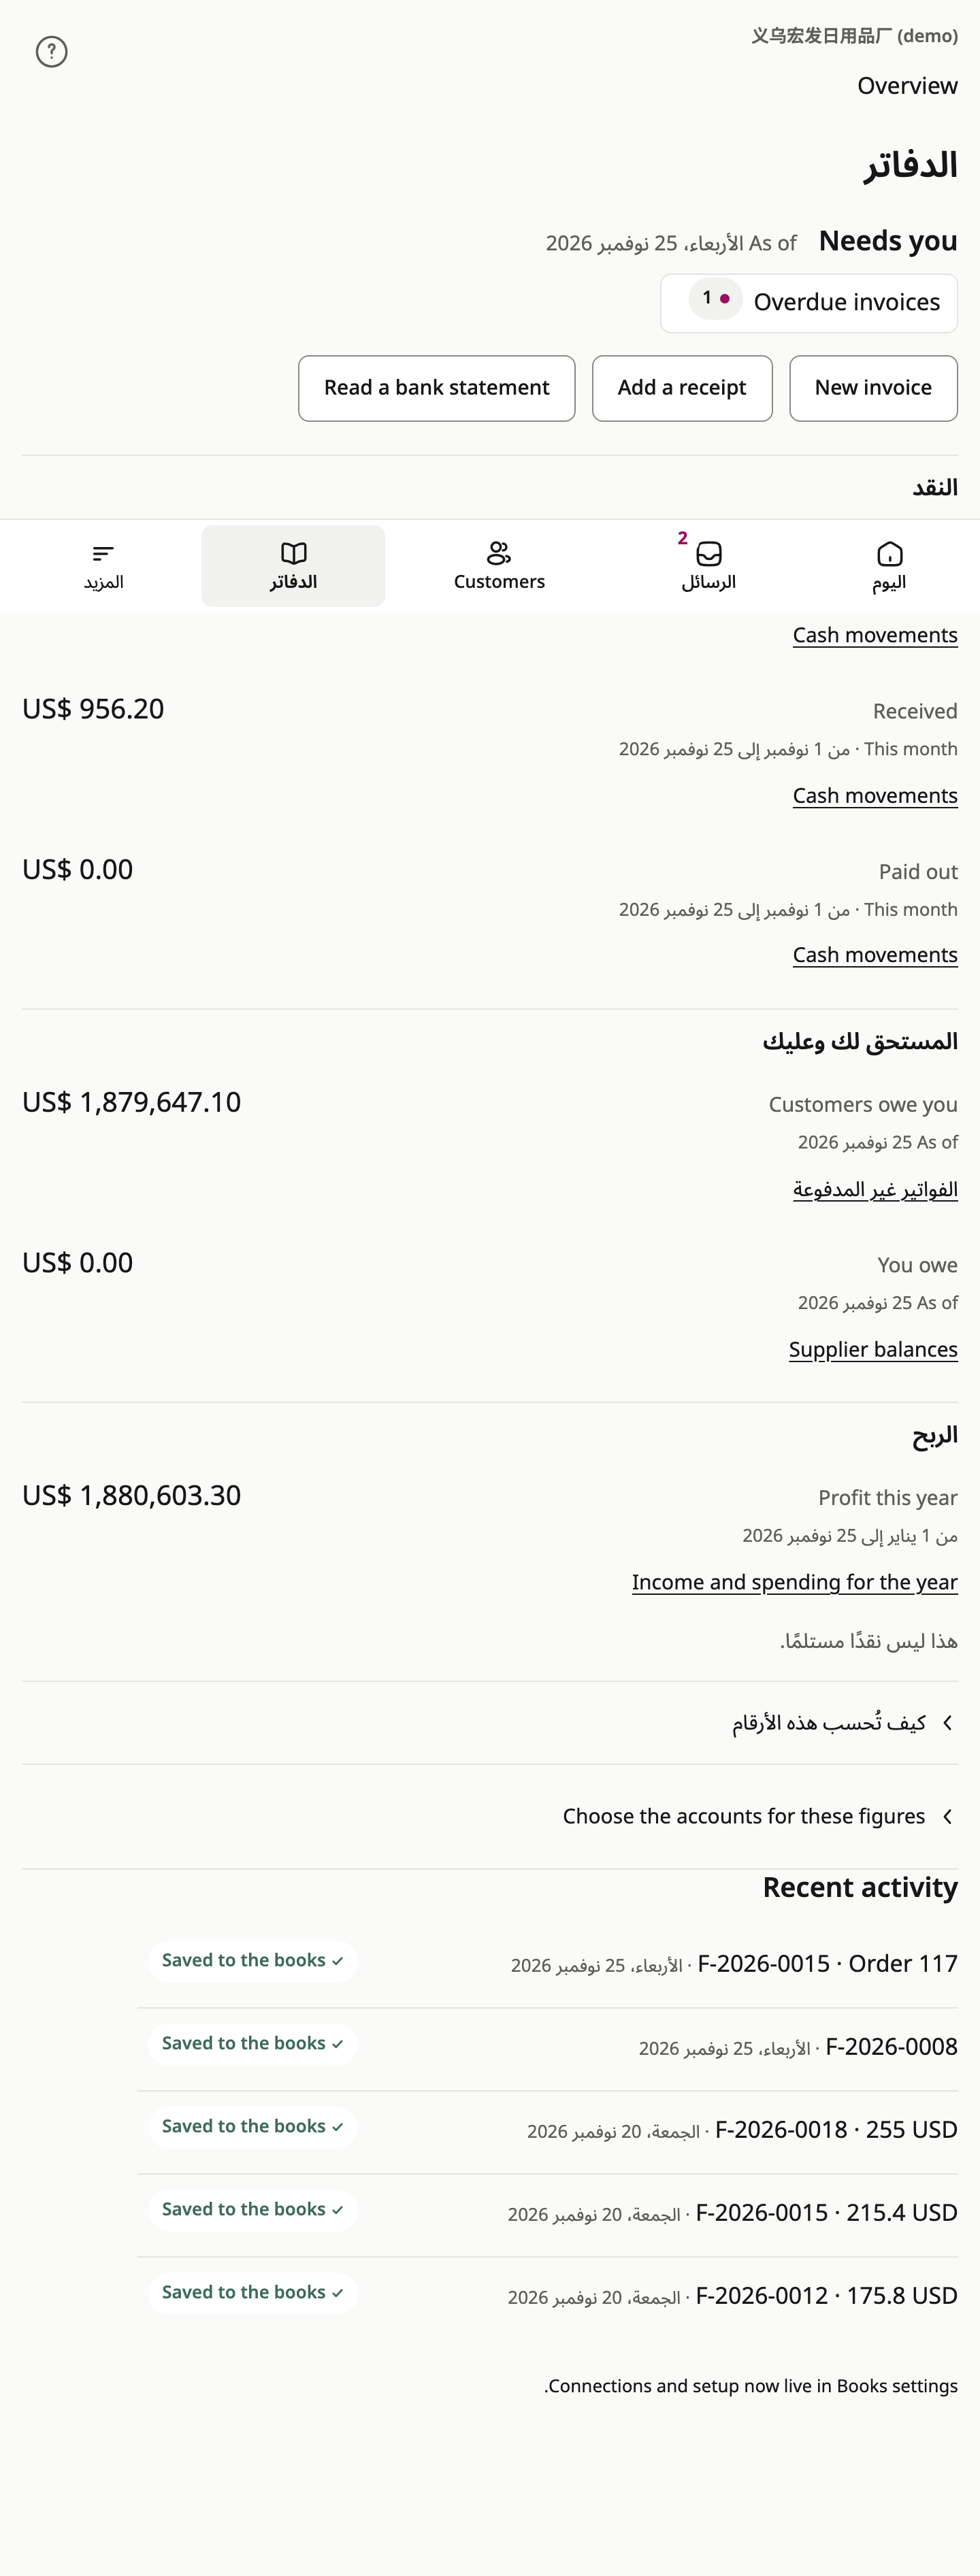 义乌宏发日用品厂 (demo)
Overview
الدفاتر
Needs you As of الأربعاء، 25 نوفمبر 2026
Overdue invoices 1
New invoice
Add a receipt
Read a bank statement
النقد
اليوم
الرسائل 2
Customers
الدفاتر
المزيد
Cash movements
Received US$ 956.20
This month · من 1 نوفمبر إلى 25 نوفمبر 2026
Cash movements
Paid out US$ 0.00
This month · من 1 نوفمبر إلى 25 نوفمبر 2026
Cash movements
المستحق لك وعليك
Customers owe you US$ 1,879,647.10
As of 25 نوفمبر 2026
الفواتير غير المدفوعة
You owe US$ 0.00
As of 25 نوفمبر 2026
Supplier balances
الربح
Profit this year US$ 1,880,603.30
من 1 يناير إلى 25 نوفمبر 2026
Income and spending for the year
هذا ليس نقدًا مستلمًا.
كيف تُحسب هذه الأرقام
Choose the accounts for these figures
Recent activity
F-2026-0015 · Order 117 · الأربعاء، 25 نوفمبر 2026 Saved to the books
F-2026-0008 · الأربعاء، 25 نوفمبر 2026 Saved to the books
F-2026-0018 · 255 USD · الجمعة، 20 نوفمبر 2026 Saved to the books
F-2026-0015 · 215.4 USD · الجمعة، 20 نوفمبر 2026 Saved to the books
F-2026-0012 · 175.8 USD · الجمعة، 20 نوفمبر 2026 Saved to the books
Connections and setup now live in Books settings.